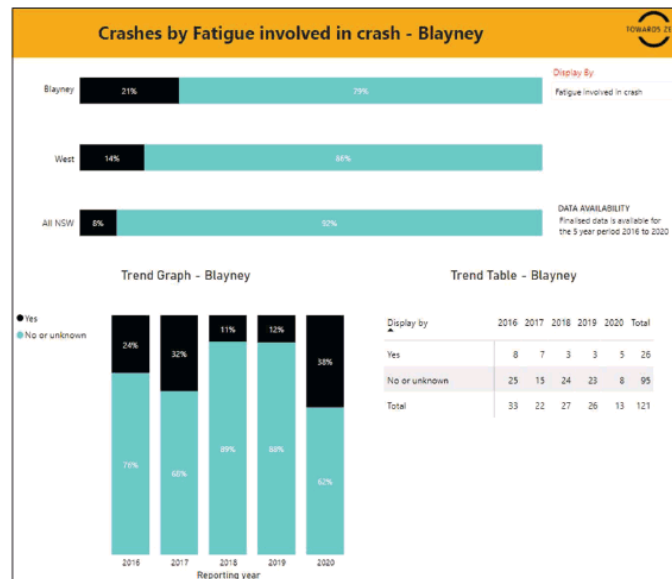 Crashes by Fatigue involved in crash - Blayney
TOWARDS ZE
Display By
Fatigue involved in crash
Blayney 21% 79%
West 14% 86%
All NSW 8% 92%
DATA AVAILABILITY
Finalised data is available for
the 5 year period 2016 to 2020
Trend Graph - Blayney
Yes
No or unknown
24% 32% 11% 12% 38%
76% 68% 89% 88% 62%
2016 2017 2018 2019 2020
Reporting year
Trend Table - Blayney
Display by 2016 2017 2018 2019 2020 Total
Yes 8 7 3 3 5 26
No or unknown 25 15 24 23 8 95
Total 33 22 27 26 13 121